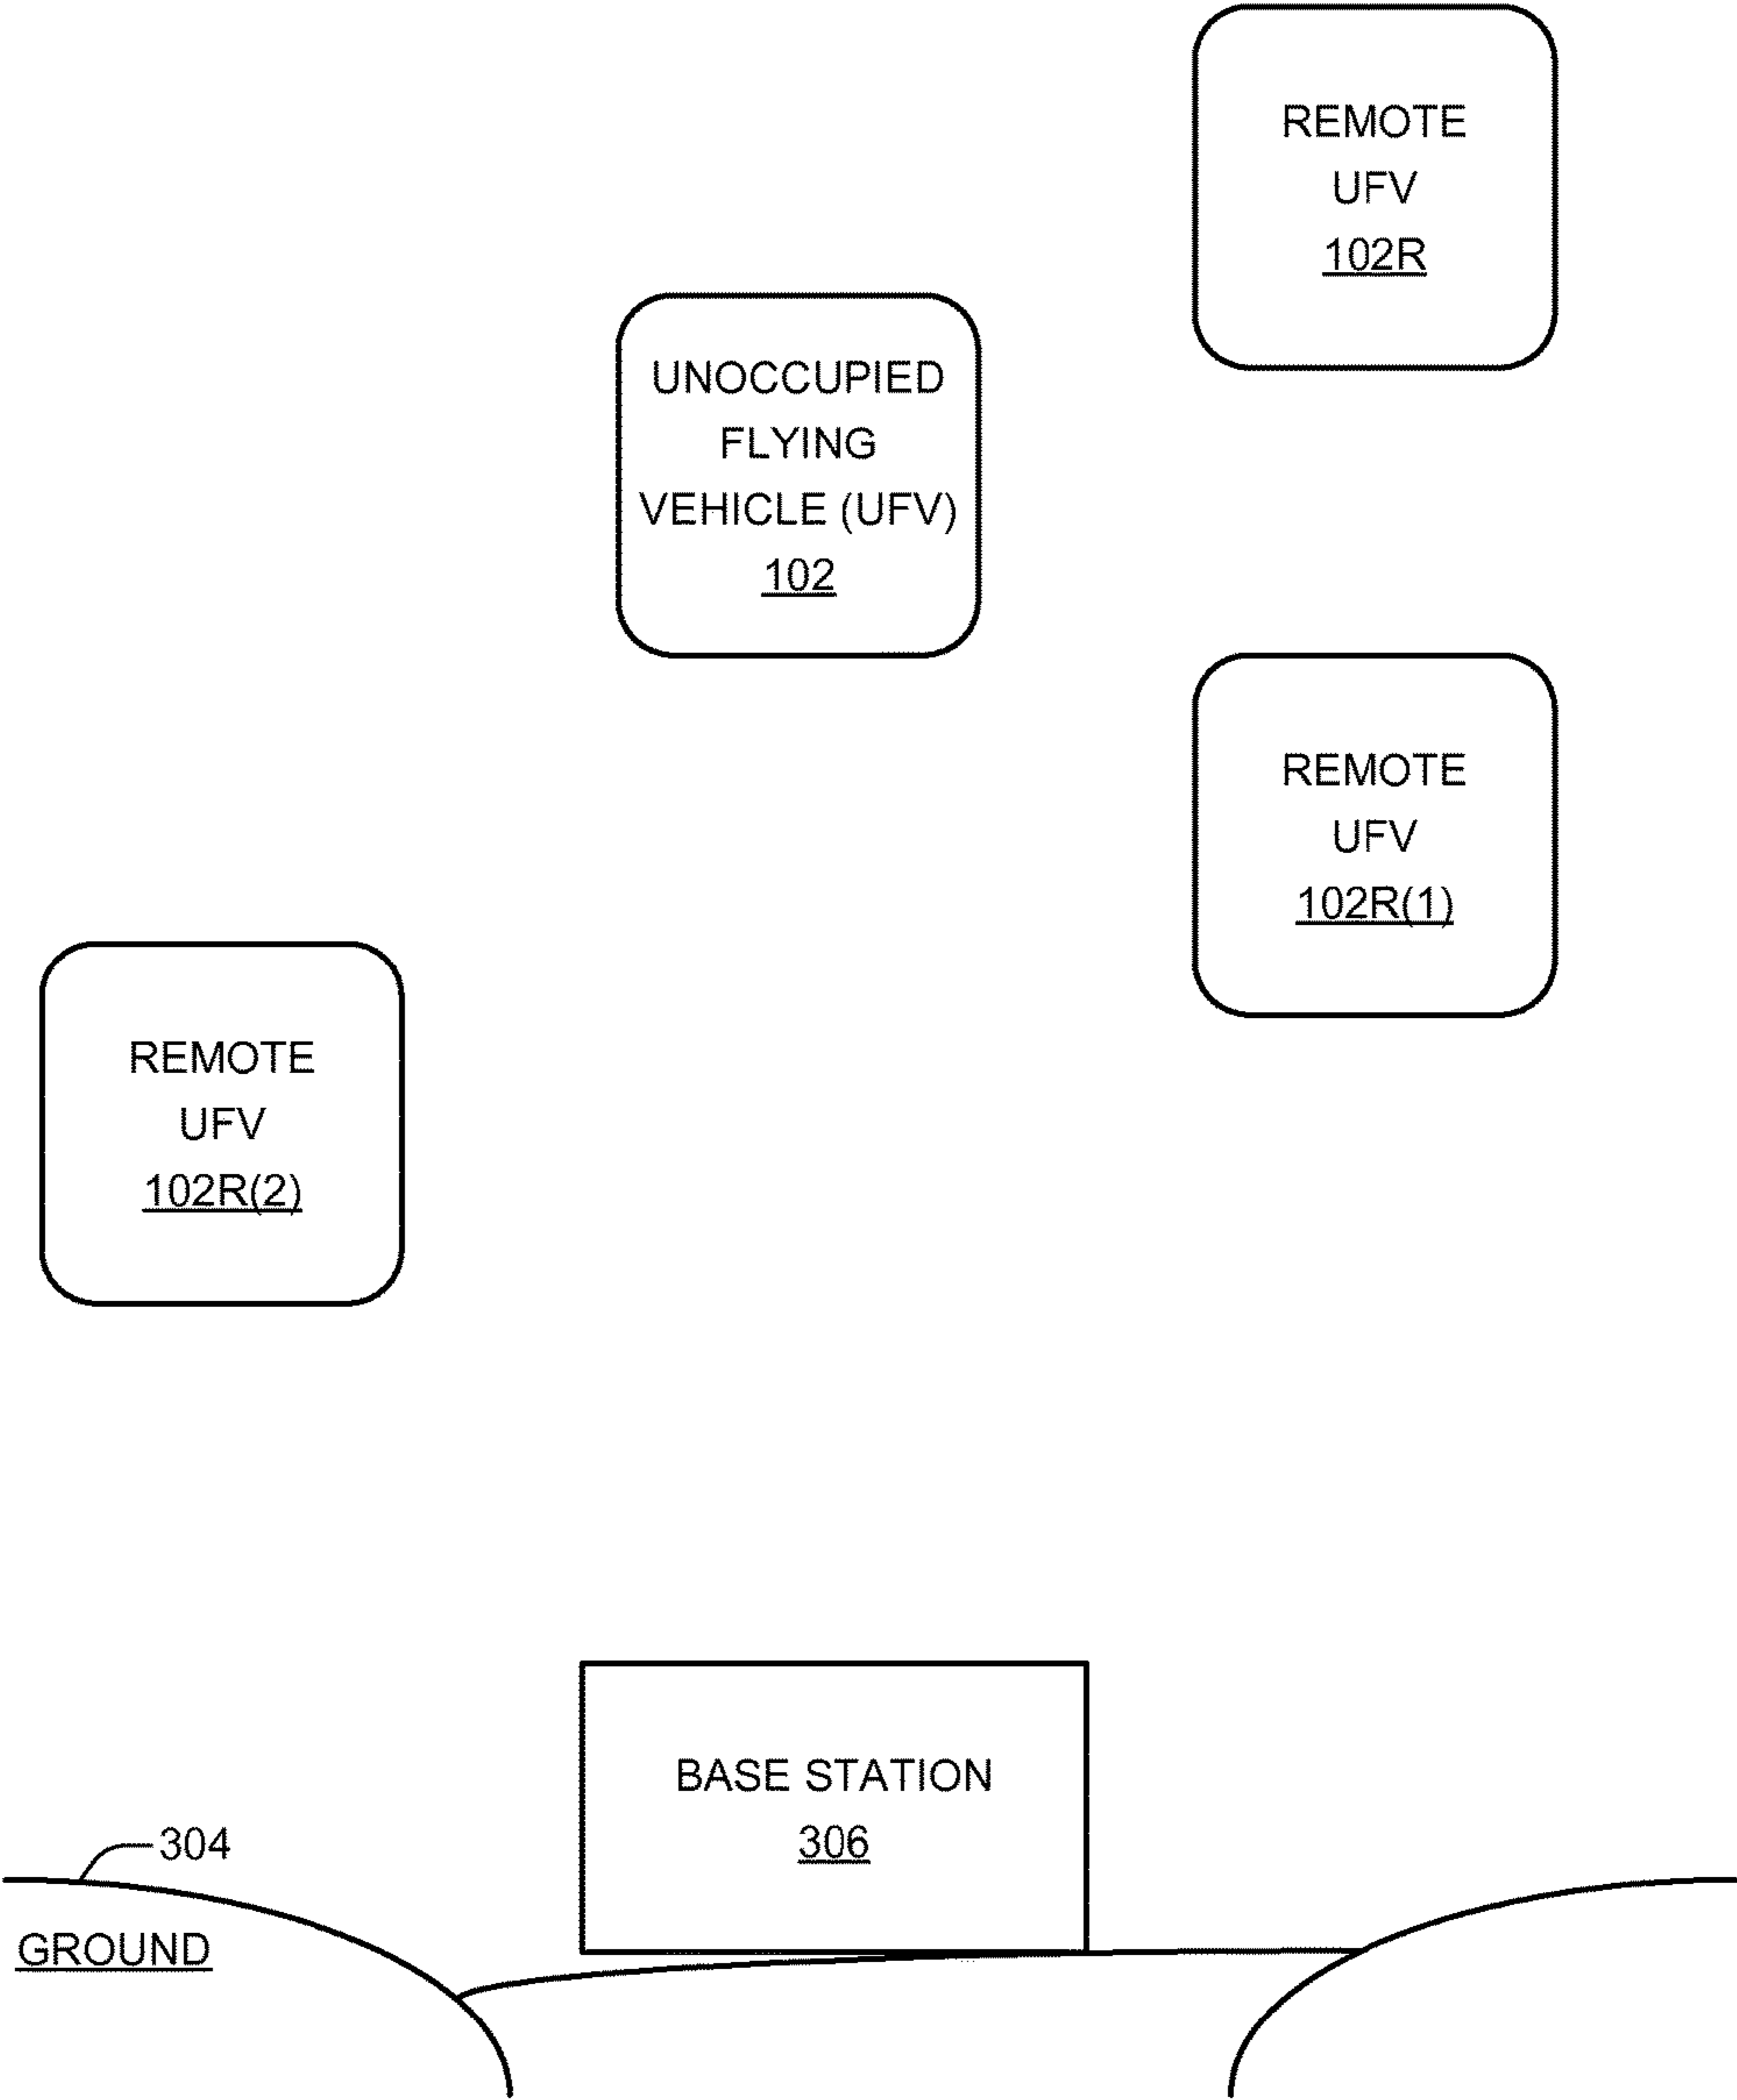 REMOTE
UFV
102R
UNOCCUPIED
FLYING
VEHICLE (UFV)
102
REMOTE
UFV
102R(1)
REMOTE
UFV
102R(2)
BASE STATION
306
304
GROUND